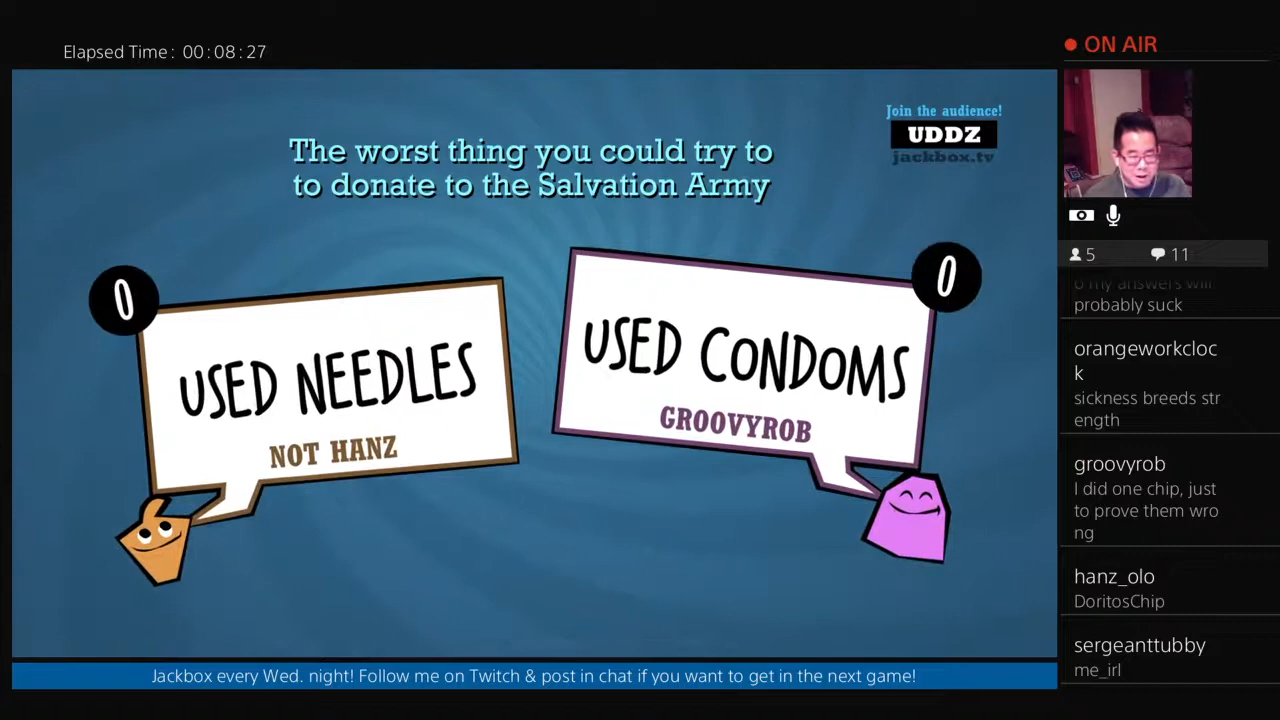 Elapsed Time: 00:08:27
ON AIR
The worst thing you could try to
to donate to the Salvation Army
Join the audience!
UDDZ
jackbox.tv
0
USED NEEDLES
NOT HANZ
0
USED CONDOMS
GROOVYROB
5
11
o my answers will
probably suck
orangeworkcloc
k
sickness breeds str
ength
groovyrob
I did one chip, just
to prove them wro
ng
hanz_olo
DoritosChip
sergeanttubby
me_irl
Jackbox every Wed. night! Follow me on Twitch & post in chat if you want to get in the next game!